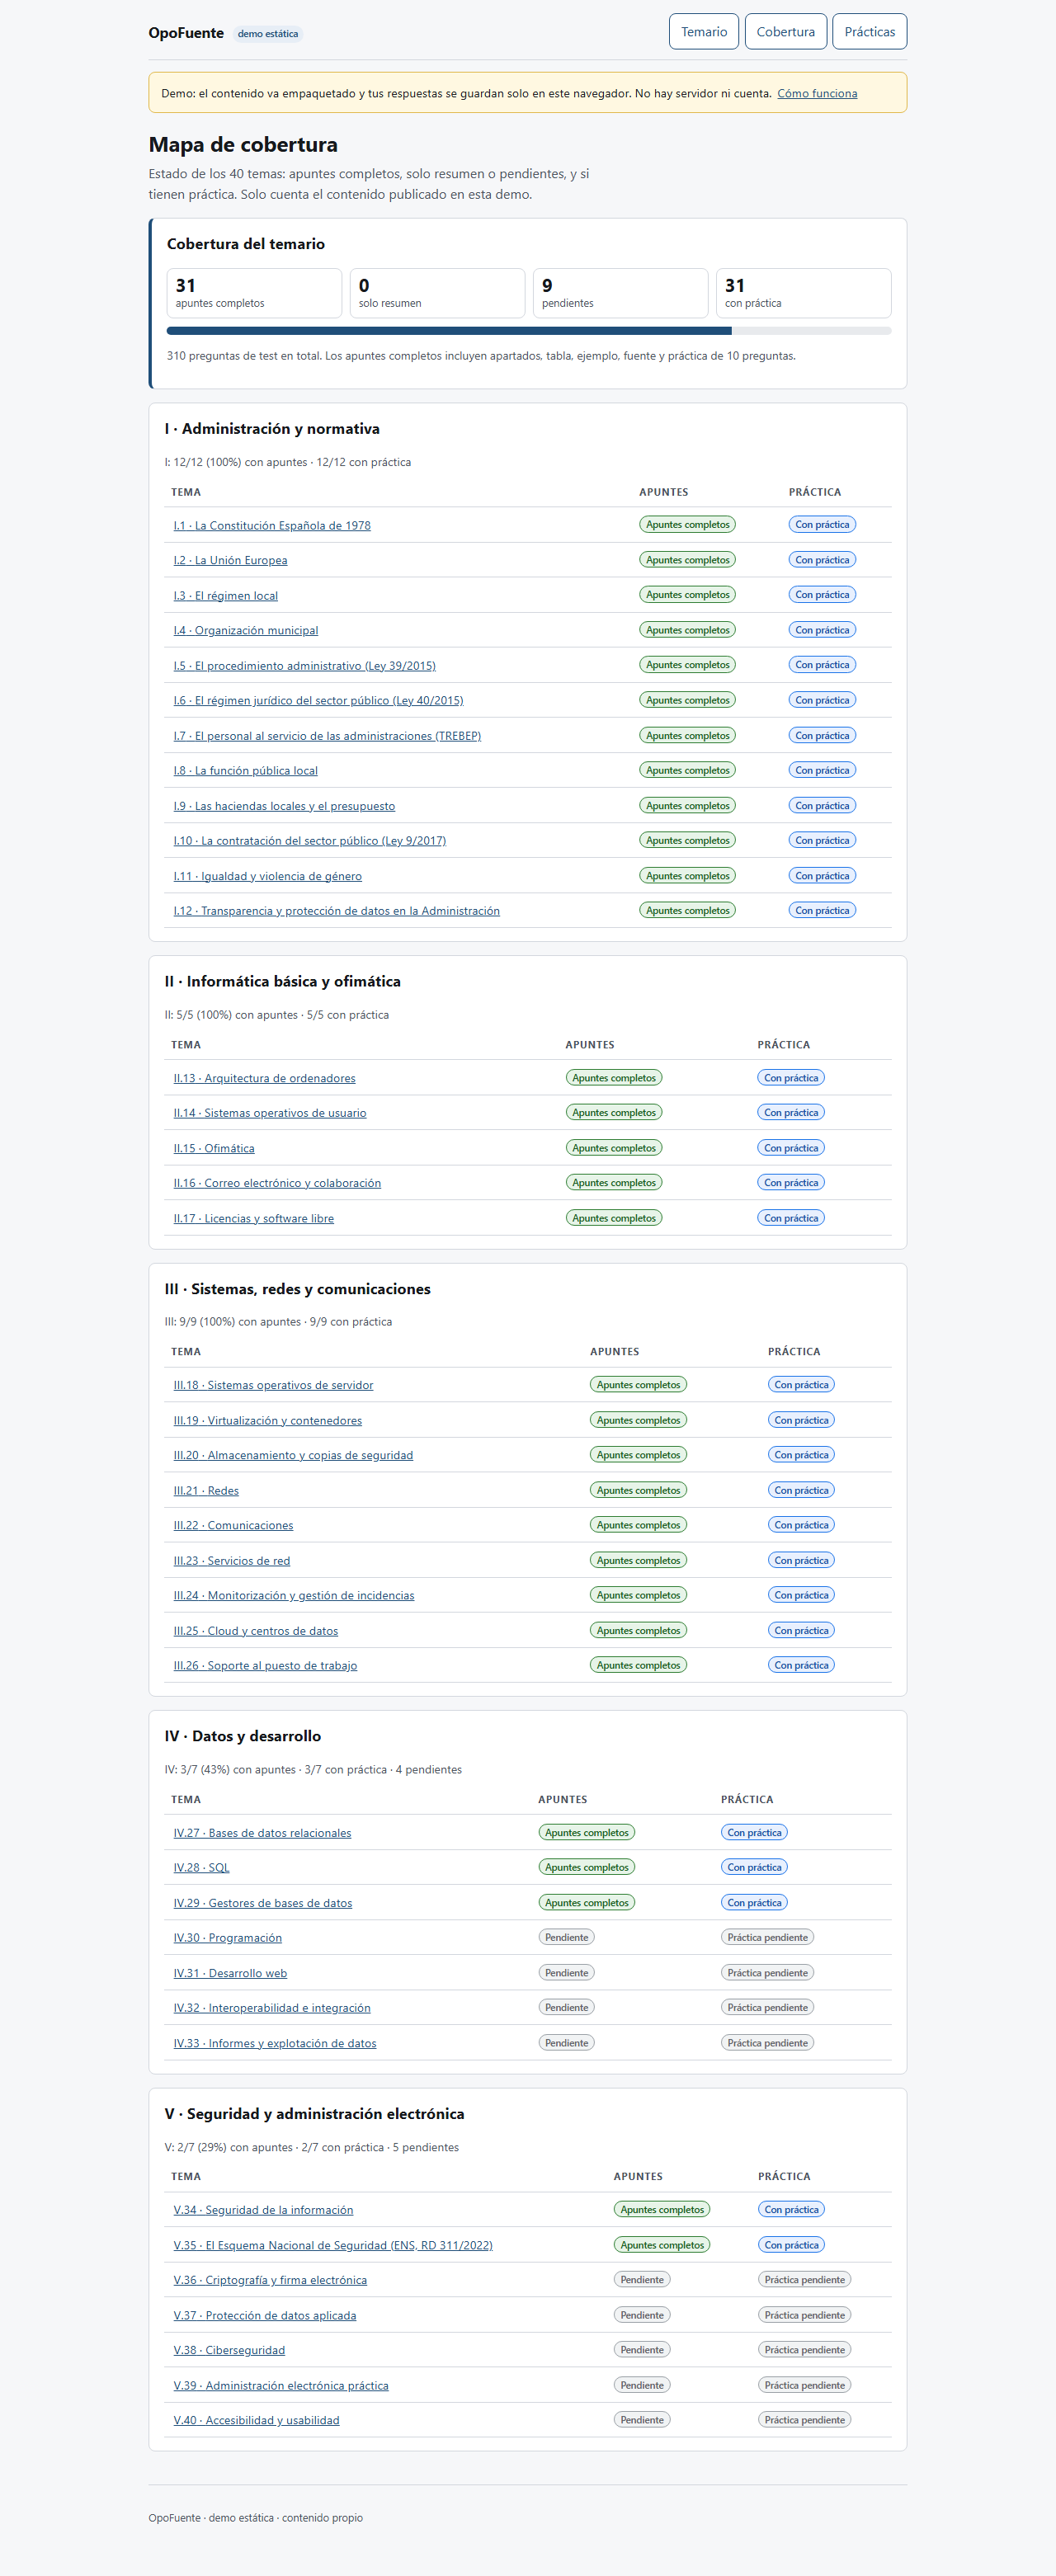 OpoFuente demo estática Temario Cobertura Prácticas
Demo: el contenido va empaquetado y tus respuestas se guardan solo en este navegador. No hay servidor ni cuenta. Cómo funciona
Mapa de cobertura
Estado de los 40 temas: apuntes completos, solo resumen o pendientes, y si
tienen práctica. Solo cuenta el contenido publicado en esta demo.
Cobertura del temario
31 0 9 31
apuntes completos solo resumen pendientes con práctica
310 preguntas de test en total. Los apuntes completos incluyen apartados, tabla, ejemplo, fuente y práctica de 10 preguntas.
I · Administración y normativa
I: 12/12 (100%) con apuntes · 12/12 con práctica
TEMA APUNTES PRÁCTICA
I.1 · La Constitución Española de 1978 Apuntes completos Con práctica
I.2 · La Unión Europea Apuntes completos Con práctica
I.3 · El régimen local Apuntes completos Con práctica
I.4 · Organización municipal Apuntes completos Con práctica
I.5 · El procedimiento administrativo (Ley 39/2015) Apuntes completos Con práctica
I.6 · El régimen jurídico del sector público (Ley 40/2015) Apuntes completos Con práctica
I.7 · El personal al servicio de las administraciones (TREBEP) Apuntes completos Con práctica
I.8 · La función pública local Apuntes completos Con práctica
I.9 · Las haciendas locales y el presupuesto Apuntes completos Con práctica
I.10 · La contratación del sector público (Ley 9/2017) Apuntes completos Con práctica
I.11 · Igualdad y violencia de género Apuntes completos Con práctica
I.12 · Transparencia y protección de datos en la Administración Apuntes completos Con práctica
II · Informática básica y ofimática
II: 5/5 (100%) con apuntes · 5/5 con práctica
TEMA APUNTES PRÁCTICA
II.13 · Arquitectura de ordenadores Apuntes completos Con práctica
II.14 · Sistemas operativos de usuario Apuntes completos Con práctica
II.15 · Ofimática Apuntes completos Con práctica
II.16 · Correo electrónico y colaboración Apuntes completos Con práctica
II.17 · Licencias y software libre Apuntes completos Con práctica
III · Sistemas, redes y comunicaciones
III: 9/9 (100%) con apuntes · 9/9 con práctica
TEMA APUNTES PRÁCTICA
III.18 · Sistemas operativos de servidor Apuntes completos Con práctica
III.19 · Virtualización y contenedores Apuntes completos Con práctica
III.20 · Almacenamiento y copias de seguridad Apuntes completos Con práctica
III.21 · Redes Apuntes completos Con práctica
III.22 · Comunicaciones Apuntes completos Con práctica
III.23 · Servicios de red Apuntes completos Con práctica
III.24 · Monitorización y gestión de incidencias Apuntes completos Con práctica
III.25 · Cloud y centros de datos Apuntes completos Con práctica
III.26 · Soporte al puesto de trabajo Apuntes completos Con práctica
IV · Datos y desarrollo
IV: 3/7 (43%) con apuntes · 3/7 con práctica · 4 pendientes
TEMA APUNTES PRÁCTICA
IV.27 · Bases de datos relacionales Apuntes completos Con práctica
IV.28 · SQL Apuntes completos Con práctica
IV.29 · Gestores de bases de datos Apuntes completos Con práctica
IV.30 · Programación Pendiente Práctica pendiente
IV.31 · Desarrollo web Pendiente Práctica pendiente
IV.32 · Interoperabilidad e integración Pendiente Práctica pendiente
IV.33 · Informes y explotación de datos Pendiente Práctica pendiente
V · Seguridad y administración electrónica
V: 2/7 (29%) con apuntes · 2/7 con práctica · 5 pendientes
TEMA APUNTES PRÁCTICA
V.34 · Seguridad de la información Apuntes completos Con práctica
V.35 · El Esquema Nacional de Seguridad (ENS, RD 311/2022) Apuntes completos Con práctica
V.36 · Criptografía y firma electrónica Pendiente Práctica pendiente
V.37 · Protección de datos aplicada Pendiente Práctica pendiente
V.38 · Ciberseguridad Pendiente Práctica pendiente
V.39 · Administración electrónica práctica Pendiente Práctica pendiente
V.40 · Accesibilidad y usabilidad Pendiente Práctica pendiente
OpoFuente · demo estática · contenido propio